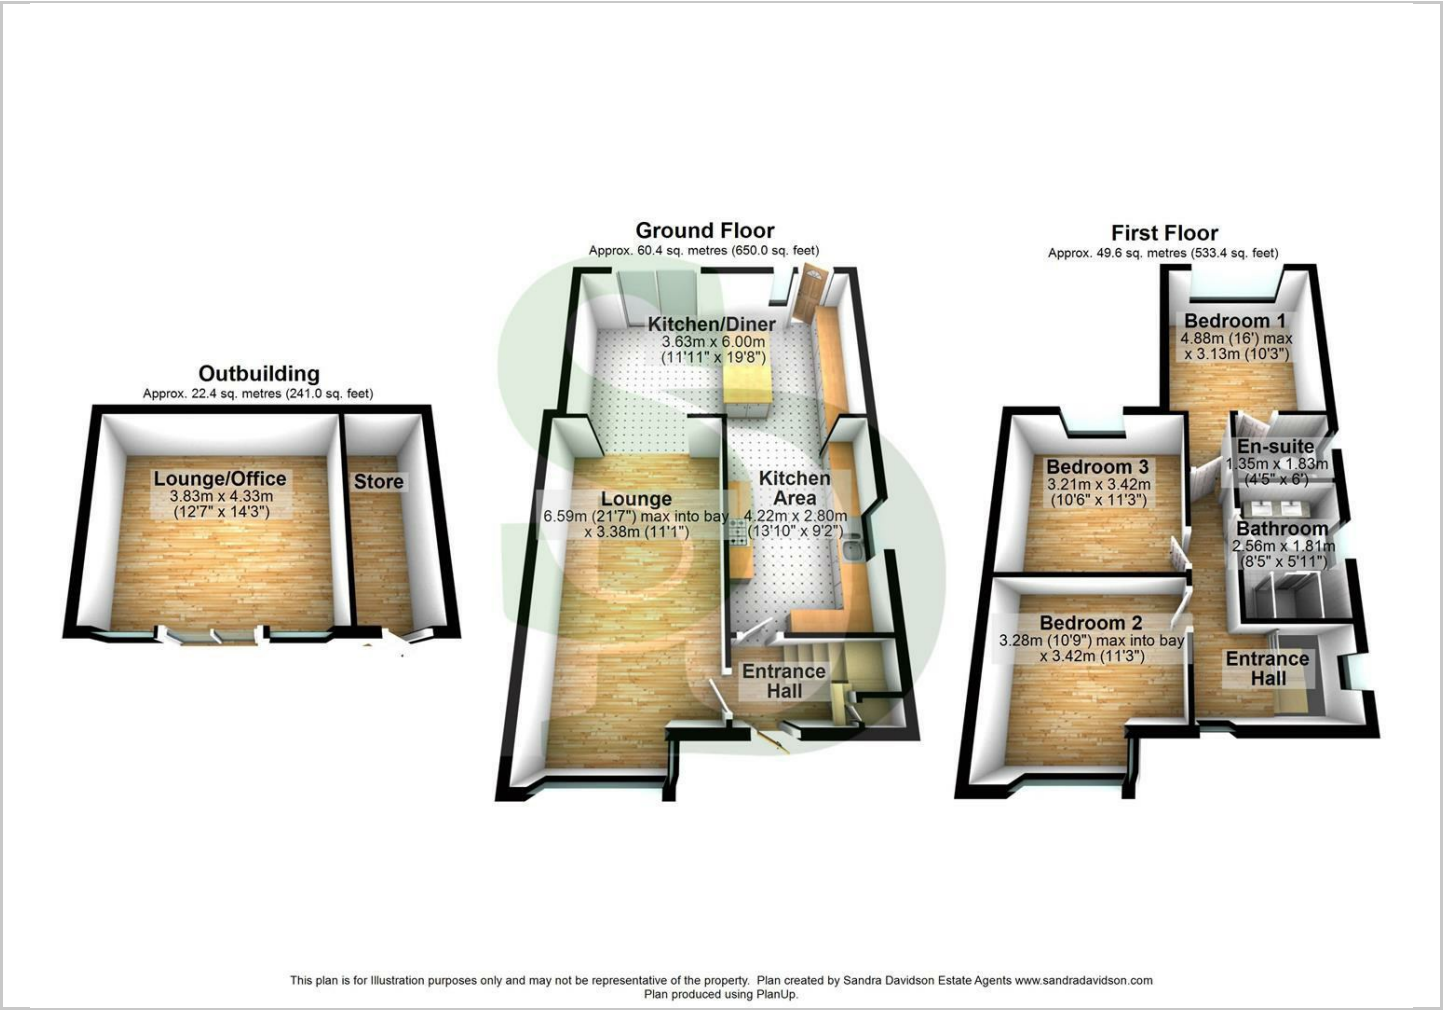 Ground Floor
Approx. 60.4 sq. metres (650.0 sq. feet)
First Floor
Approx. 49.6 sq. metres (533.4 sq. feet)
Outbuilding
Approx. 22.4 sq. metres (241.0 sq. feet)
Lounge/Office
3.83m x 4.33m
(12'7" x 14'3")
Store
Kitchen/Diner
3.63m x 6.00m
(11'11" x 19'8")
Lounge
6.59m (21'7") max into bay
x 3.38m (11'1")
Kitchen
Area
4.22m x 2.80m
(13'10" x 9'2")
Entrance
Hall
Bedroom 1
4.88m (16') max
x 3.13m (10'3")
En-suite
1.35m x 1.83m
(4'5" x 6')
Bedroom 3
3.21m x 3.42m
(10'6" x 11'3")
Bathroom
2.56m x 1.81m
(8'5" x 5'11")
Bedroom 2
3.28m (10'9") max into bay
x 3.42m (11'3")
Entrance
Hall
This plan is for Illustration purposes only and may not be representative of the property.  Plan created by Sandra Davidson Estate Agents www.sandradavidson.com
Plan produced using PlanUp.